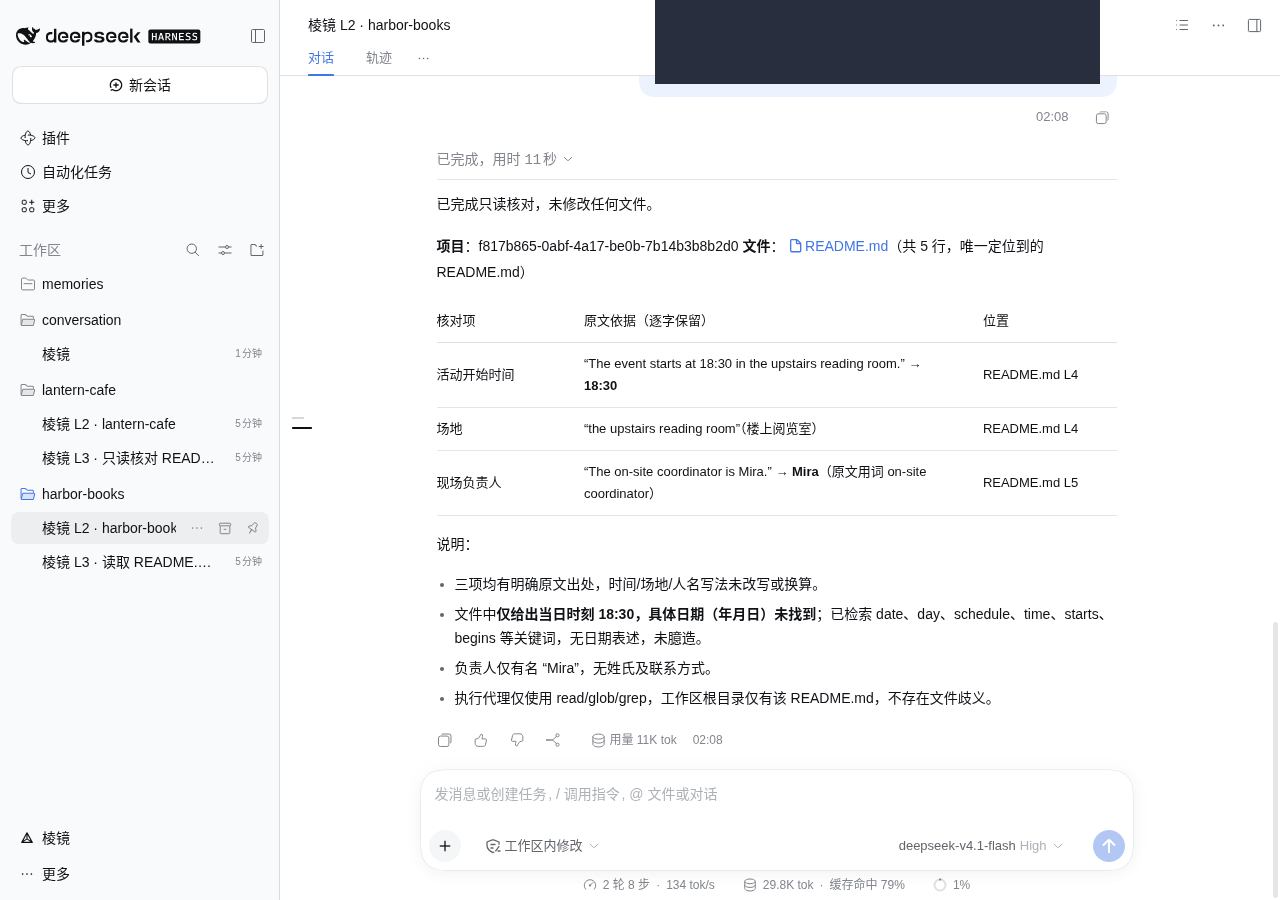 deepseek HARNESS
新会话
插件
自动化任务
更多
工作区
memories
conversation
棱镜 1分钟
lantern-cafe
棱镜 L2 · lantern-cafe 5分钟
棱镜 L3 · 只读核对 READ… 5分钟
harbor-books
棱镜 L2 · harbor-book
棱镜 L3 · 读取 README.… 5分钟
棱镜
更多
棱镜 L2 · harbor-books
对话 轨迹
02:08
已完成，用时 11秒
已完成只读核对，未修改任何文件。
项目：f817b865-0abf-4a17-be0b-7b14b3b8b2d0 文件： README.md（共 5 行，唯一定位到的
README.md）
核对项 原文依据（逐字保留） 位置
活动开始时间 “The event starts at 18:30 in the upstairs reading room.” → README.md L4
18:30
场地 “the upstairs reading room”（楼上阅览室） README.md L4
现场负责人 “The on-site coordinator is Mira.” → Mira（原文用词 on-site README.md L5
coordinator）
说明：
• 三项均有明确原文出处，时间/场地/人名写法未改写或换算。
• 文件中仅给出当日时刻 18:30，具体日期（年月日）未找到；已检索 date、day、schedule、time、starts、
begins 等关键词，无日期表述，未臆造。
• 负责人仅有名 “Mira”，无姓氏及联系方式。
• 执行代理仅使用 read/glob/grep，工作区根目录仅有该 README.md，不存在文件歧义。
用量 11K tok 02:08
发消息或创建任务, / 调用指令, @ 文件或对话
工作区内修改 deepseek-v4.1-flash High
2 轮 8 步 · 134 tok/s 29.8K tok · 缓存命中 79% 1%